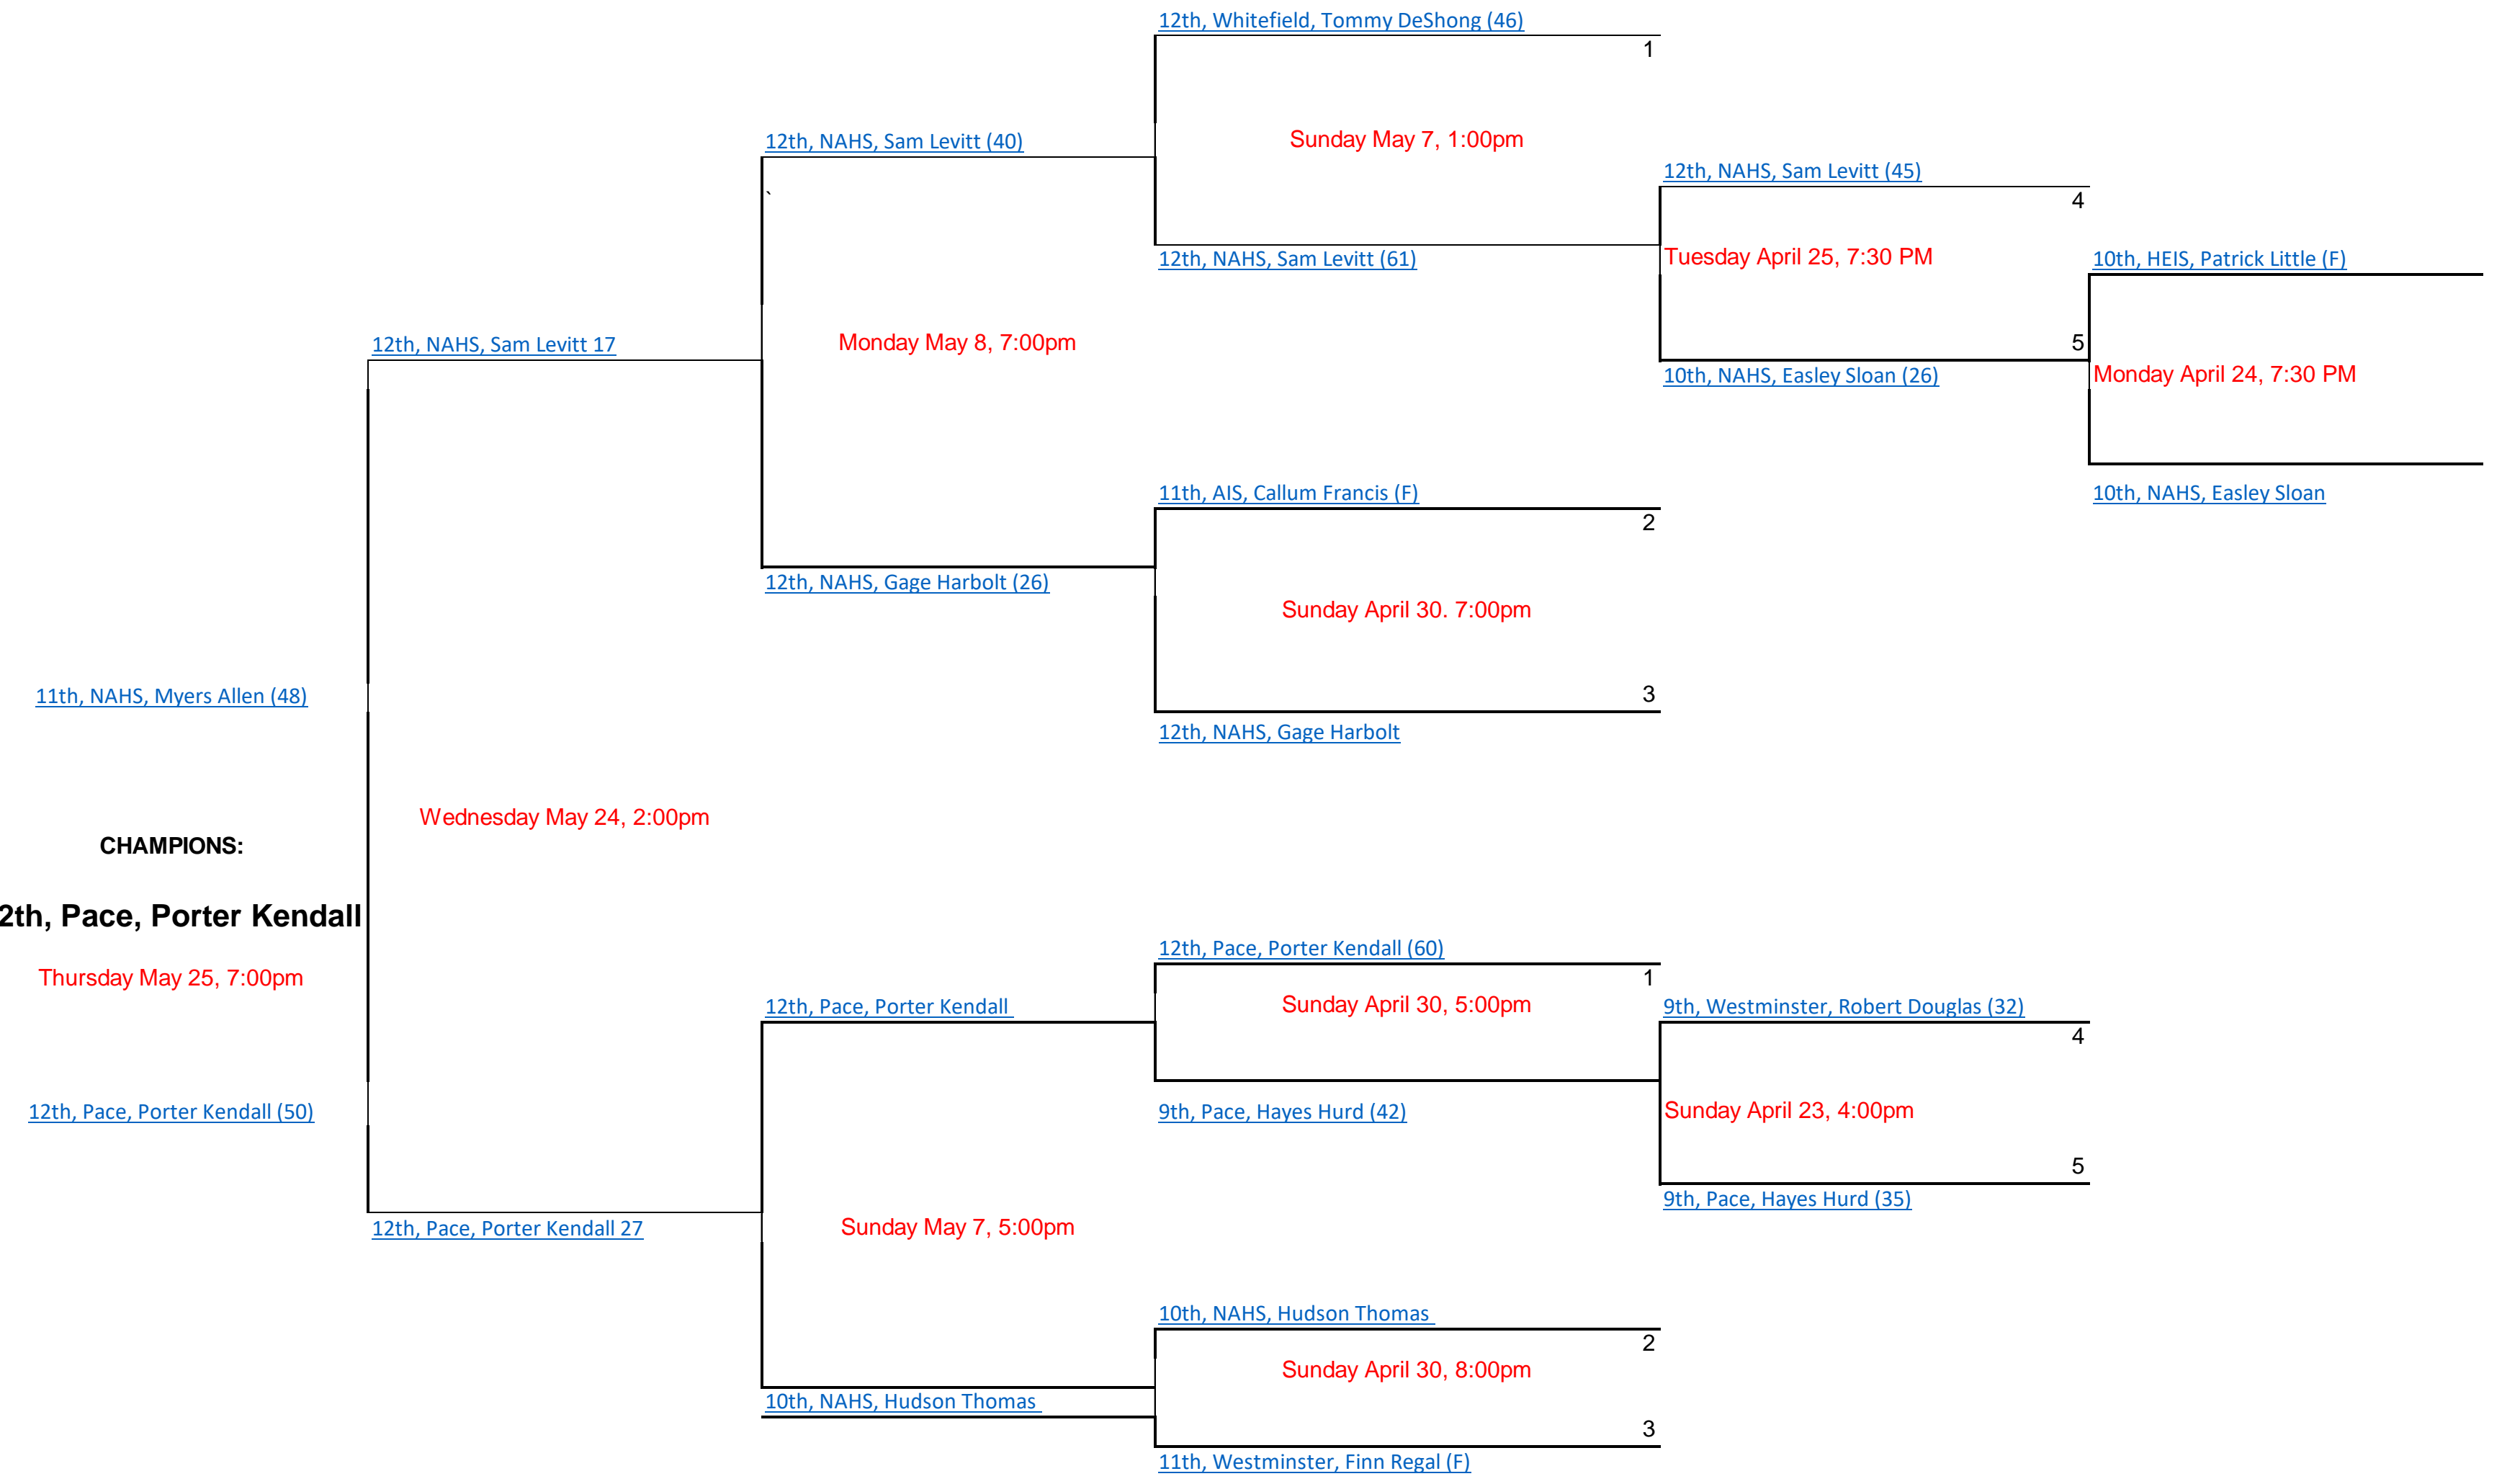 12th, Whitefield, Tommy DeShong (46)
1
Sunday May 7, 1:00pm
12th, NAHS, Sam Levitt (40)
`
12th, NAHS, Sam Levitt (45)
4
12th, NAHS, Sam Levitt (61)
Tuesday April 25, 7:30 PM
10th, HEIS, Patrick Little (F)
12th, NAHS, Sam Levitt 17
Monday May 8, 7:00pm
5
10th, NAHS, Easley Sloan (26)
Monday April 24, 7:30 PM
11th, AIS, Callum Francis (F)
10th, NAHS, Easley Sloan
2
12th, NAHS, Gage Harbolt (26)
Sunday April 30. 7:00pm
11th, NAHS, Myers Allen (48)
3
12th, NAHS, Gage Harbolt
Wednesday May 24, 2:00pm
CHAMPIONS:
2th, Pace, Porter Kendall
12th, Pace, Porter Kendall (60)
Thursday May 25, 7:00pm
1
12th, Pace, Porter Kendall
Sunday April 30, 5:00pm
9th, Westminster, Robert Douglas (32)
4
12th, Pace, Porter Kendall (50)
9th, Pace, Hayes Hurd (42)
Sunday April 23, 4:00pm
5
9th, Pace, Hayes Hurd (35)
12th, Pace, Porter Kendall 27
Sunday May 7, 5:00pm
10th, NAHS, Hudson Thomas
2
Sunday April 30, 8:00pm
10th, NAHS, Hudson Thomas
3
11th, Westminster, Finn Regal (F)